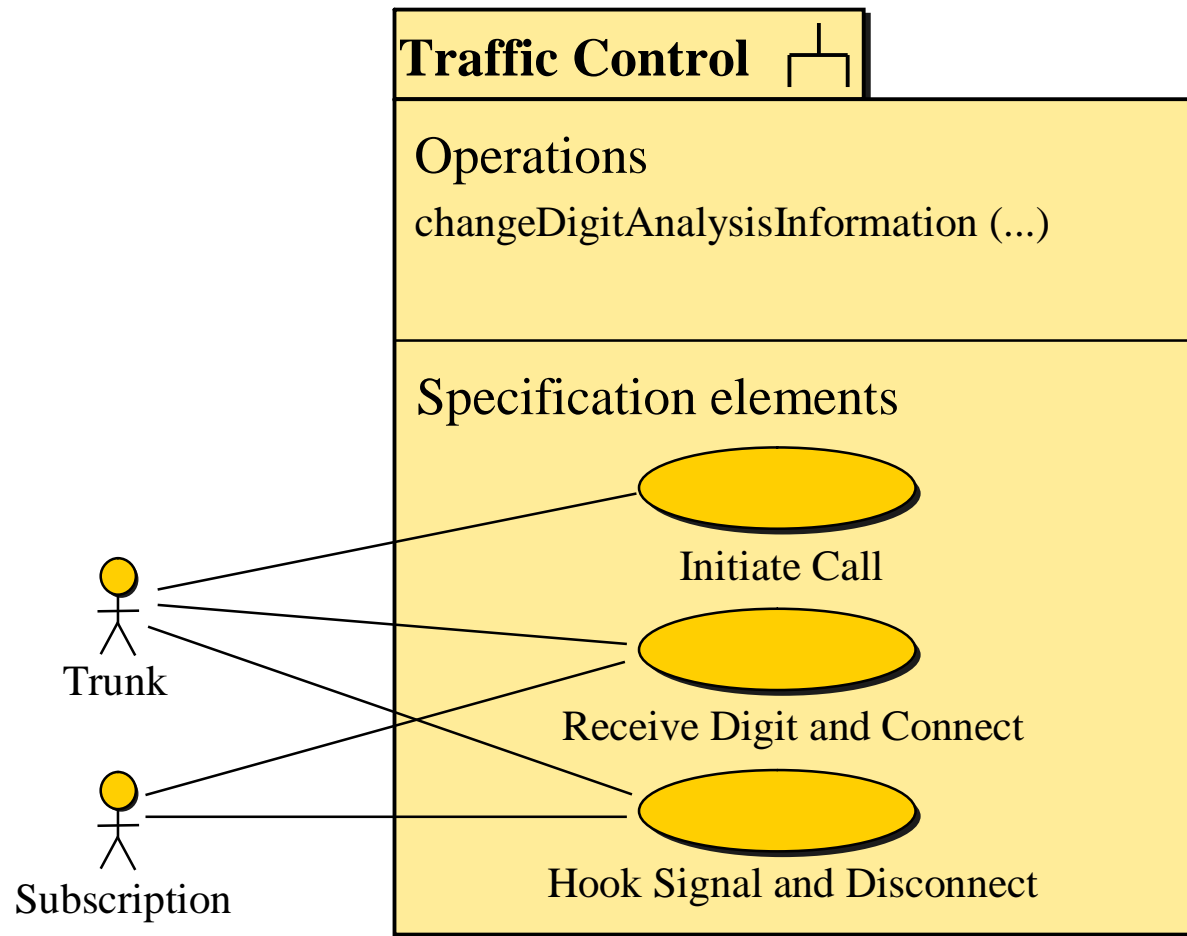 Traffic Control
Operations
changeDigitAnalysisInformation (...)
Specification elements
Initiate Call
Trunk
Receive Digit and Connect
Hook Signal and Disconnect
Subscription